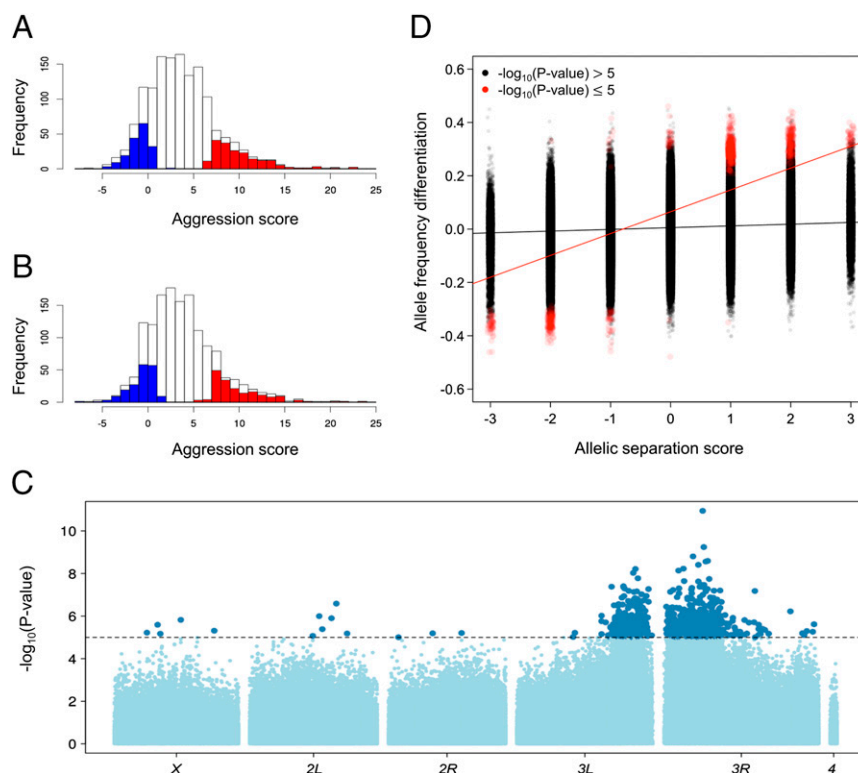 A
Frequency
0 50 100 150
-5 0 5 10 15 20 25
Aggression score
B
Frequency
0 50 100 150
-5 0 5 10 15 20 25
Aggression score
D
-log10(P-value) > 5
-log10(P-value) ≤ 5
Allele frequency differentiation
0.6
0.4
0.2
0.0
-0.2
-0.4
-0.6
-3 -2 -1 0 1 2 3
Allelic separation score
C
-log10(P-value)
10
8
6
4
2
0
X 2L 2R 3L 3R 4